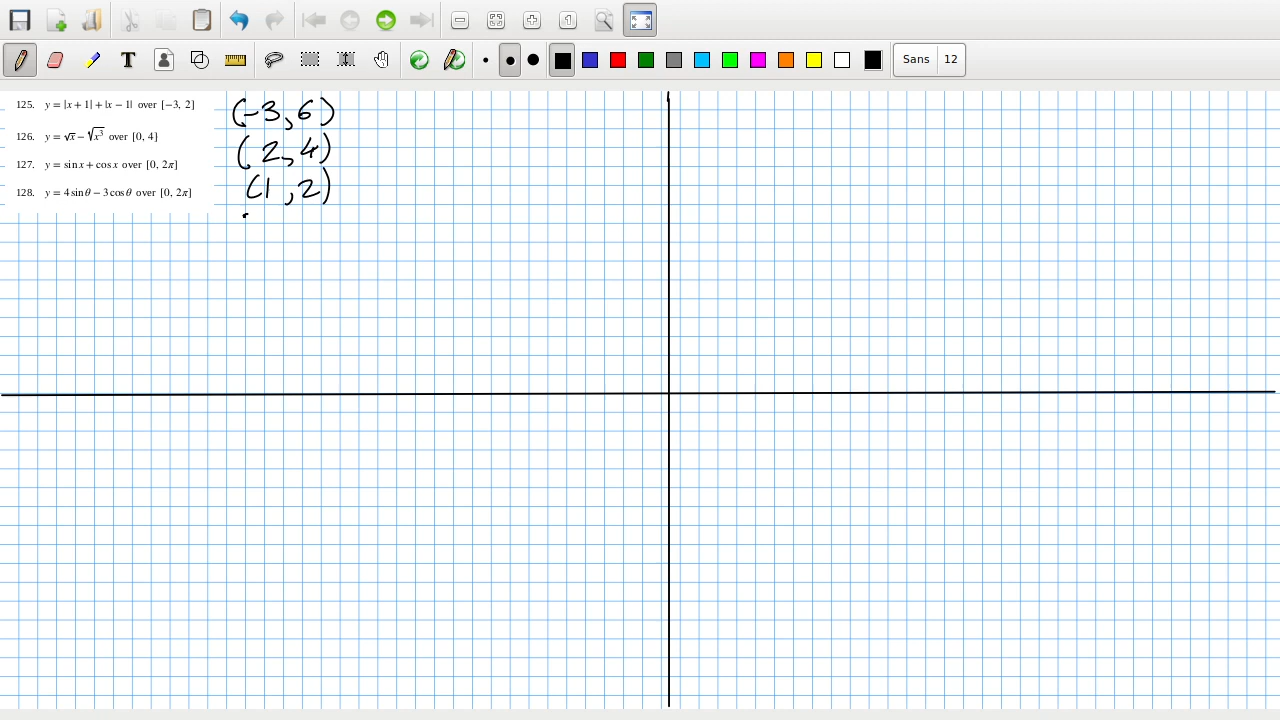 Sans 12
125. y = |x + 1| + |x − 1| over [−3, 2]
126. y = √x − √x³ over [0, 4}
127. y = sin x + cos x over [0, 2π]
128. y = 4 sin θ − 3 cos θ over [0, 2π]
(-3,6)
(2,4)
(1,2)